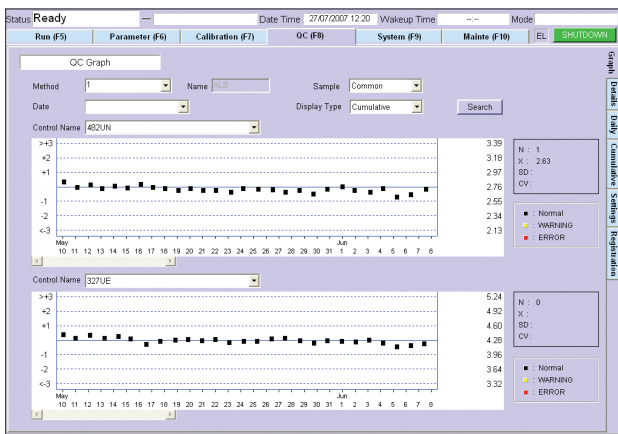 Status Ready — Date Time 27/07/2007 12:20 Wakeup Time --:-- Mode
Run (F5) Parameter (F6) Calibration (F7) QC (F8) System (F9) Mainte (F10) EL SHUTDOWN
QC Graph
Method 1 Name ALB Sample Common
Date Display Type Cumulative Search
Control Name 482UN
>+3 3.39
+2 3.18
+1 2.97
2.76
-1 2.55
-2 2.34
<-3 2.13
N : 1
X : 2.63
SD :
CV :
■ : Normal
■ : WARNING
■ : ERROR
May Jun
10 11 12 13 14 15 16 17 18 19 20 21 22 23 24 25 26 27 28 29 30 31 1 2 3 4 5 6 7 8
Control Name 327UE
>+3 5.24
+2 4.92
+1 4.60
4.28
-1 3.96
-2 3.64
<-3 3.32
N : 0
X :
SD :
CV :
■ : Normal
■ : WARNING
■ : ERROR
May Jun
10 11 12 13 14 15 16 17 18 19 20 21 22 23 24 25 26 27 28 29 30 31 1 2 3 4 5 6 7 8
Graph
Details
Daily
Cumulative
Settings
Registration